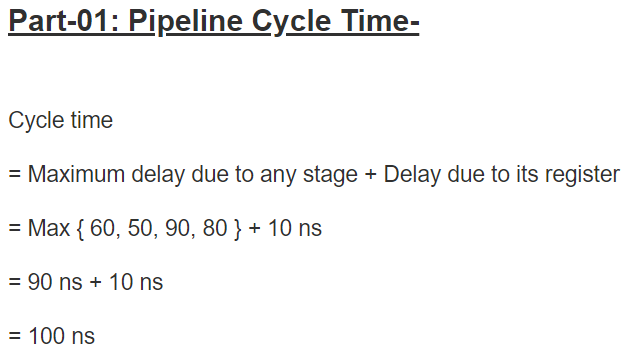 Part-01: Pipeline Cycle Time-
Cycle time
= Maximum delay due to any stage + Delay due to its register
= Max { 60, 50, 90, 80 } + 10 ns
= 90 ns + 10 ns
= 100 ns